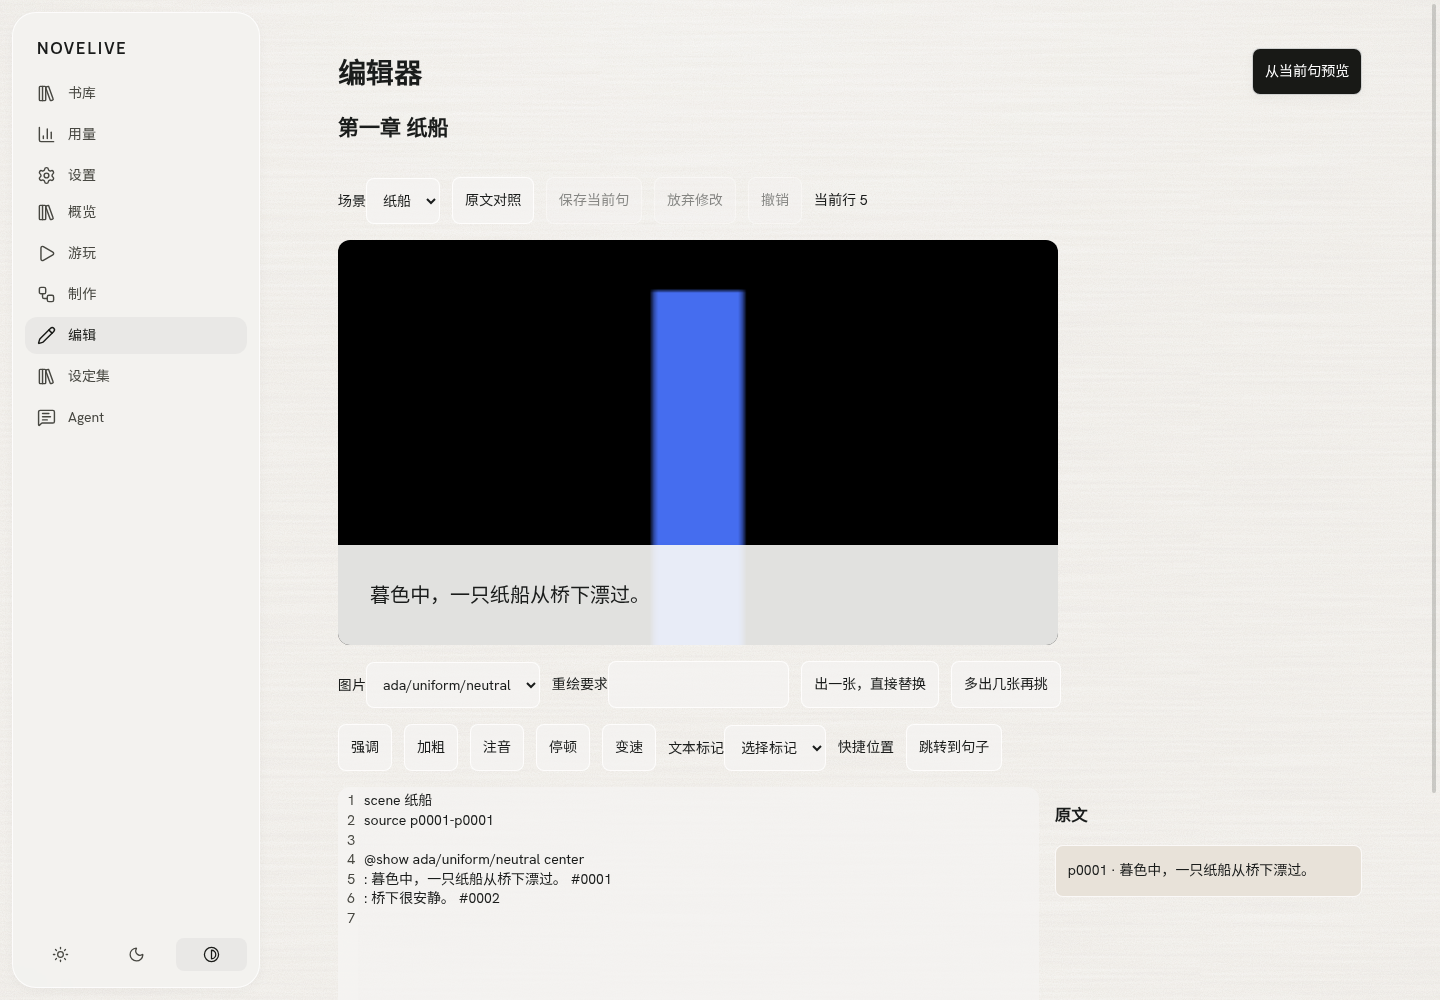 NOVELIVE
书库
用量
设置
概览
游玩
制作
编辑
设定集
Agent
编辑器
从当前句预览
第一章 纸船
场景 纸船 原文对照 保存当前句 放弃修改 撤销 当前行 5
暮色中，一只纸船从桥下漂过。
图片 ada/uniform/neutral 重绘要求 出一张，直接替换 多出几张再挑
强调 加粗 注音 停顿 变速 文本标记 选择标记 快捷位置 跳转到句子
1 scene 纸船
2 source p0001-p0001
3
4 @show ada/uniform/neutral center
5 : 暮色中，一只纸船从桥下漂过。 #0001
6 : 桥下很安静。 #0002
7
原文
p0001 · 暮色中，一只纸船从桥下漂过。